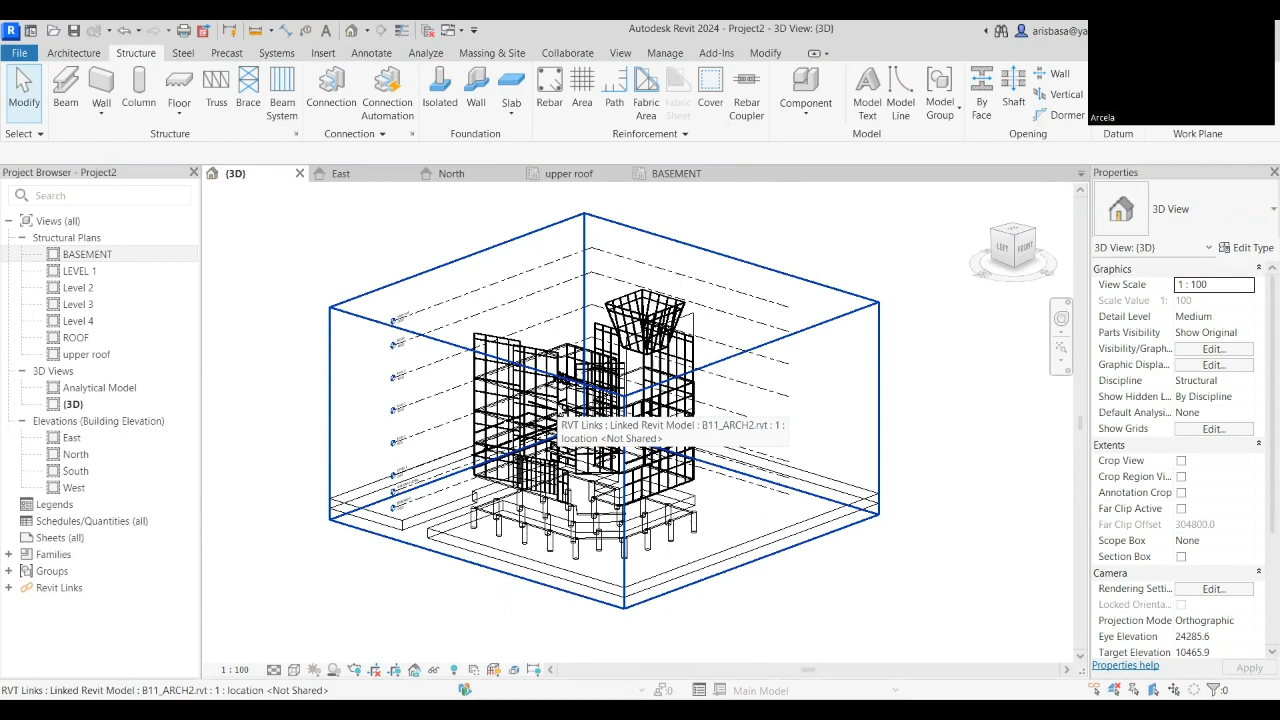 Autodesk Revit 2024 - Project2 - 3D View: {3D}
arisbasa@ya
File Architecture Structure Steel Precast Systems Insert Annotate Analyze Massing & Site Collaborate View Manage Add-I Modify
Modify Beam Wall Column Floor Truss Brace Beam System Connection Connection Automation Isolated Wall Slab Rebar Area Path Fabric Area Fabric Sheet Cover Rebar Coupler Component Model Text Model Line Model Group By Face Shaft Wall Vertical Dormer
Arcela
Select Structure Connection Foundation Reinforcement Model Opening Datum Work Plane
Project Browser - Project2
{3D} East North upper roof BASEMENT
Properties
Search
Views (all)
Structural Plans
BASEMENT
LEVEL 1
Level 2
Level 3
Level 4
ROOF
upper roof
3D Views
Analytical Model
{3D}
Elevations (Building Elevation)
East
North
South
West
Legends
Schedules/Quantities (all)
Sheets (all)
Families
Groups
Revit Links
LEFT FRONT
RVT Links : Linked Revit Model : B11_ARCH2.rvt : 1 :
location <Not Shared>
1 : 100
3D View
3D View: {3D} Edit Type
Graphics
View Scale 1 : 100
Scale Value 1: 100
Detail Level Medium
Parts Visibility Show Original
Visibility/Graph... Edit...
Graphic Displa... Edit...
Discipline Structural
Show Hidden L... By Discipline
Default Analysi... None
Show Grids Edit...
Extents
Crop View
Crop Region Vi...
Annotation Crop
Far Clip Active
Far Clip Offset 304800.0
Scope Box None
Section Box
Camera
Rendering Setti... Edit...
Locked Orienta...
Projection Mode Orthographic
Eye Elevation 24285.6
Target Elevation 10465.9
Properties help Apply
RVT Links : Linked Revit Model : B11_ARCH2.rvt : 1 : location <Not Shared>
:0
Main Model
:0